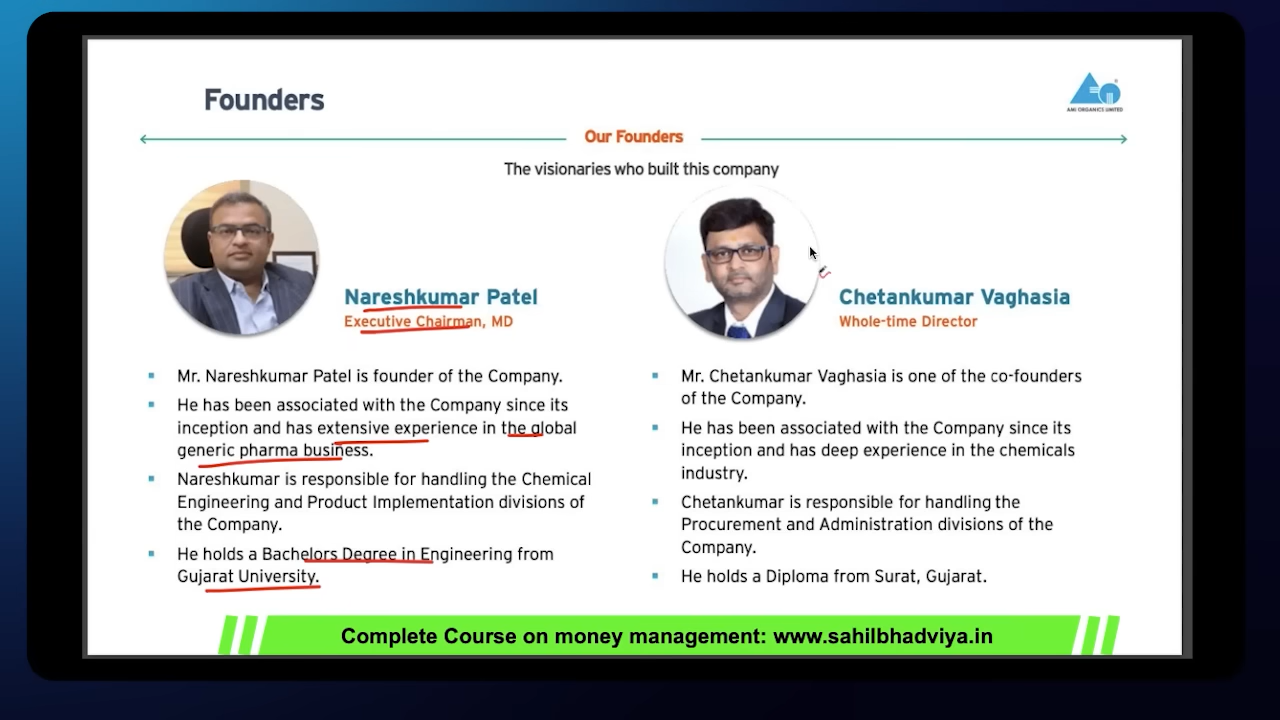 Founders
AMI ORGANICS LIMITED
Our Founders
The visionaries who built this company
Nareshkumar Patel
Executive Chairman, MD
Mr. Nareshkumar Patel is founder of the Company.
He has been associated with the Company since its
inception and has extensive experience in the global
generic pharma business.
Nareshkumar is responsible for handling the Chemical
Engineering and Product Implementation divisions of
the Company.
He holds a Bachelors Degree in Engineering from
Gujarat University.
Chetankumar Vaghasia
Whole-time Director
Mr. Chetankumar Vaghasia is one of the co-founders
of the Company.
He has been associated with the Company since its
inception and has deep experience in the chemicals
industry.
Chetankumar is responsible for handling the
Procurement and Administration divisions of the
Company.
He holds a Diploma from Surat, Gujarat.
Complete Course on money management: www.sahilbhadviya.in